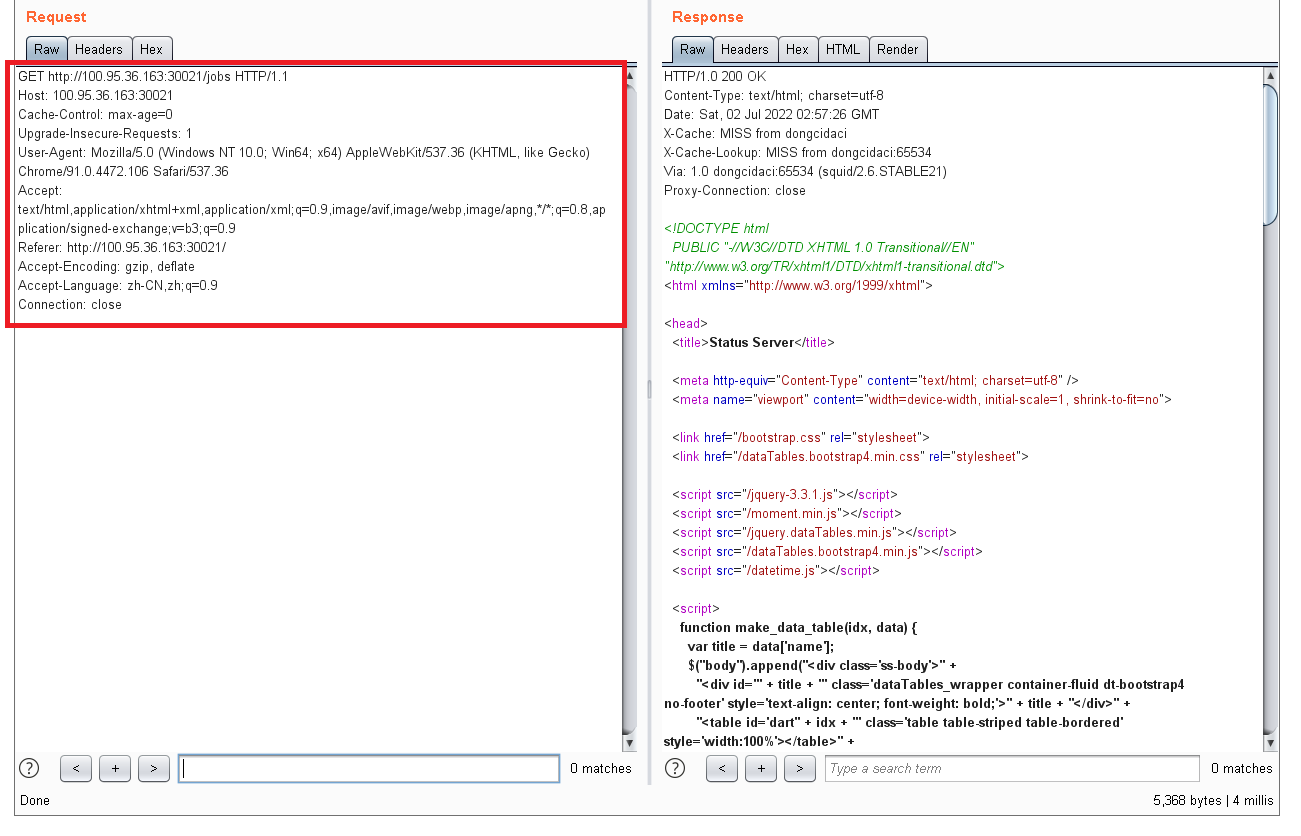 Request
Raw Headers Hex
GET http://100.95.36.163:30021/jobs HTTP/1.1
Host: 100.95.36.163:30021
Cache-Control: max-age=0
Upgrade-Insecure-Requests: 1
User-Agent: Mozilla/5.0 (Windows NT 10.0; Win64; x64) AppleWebKit/537.36 (KHTML, like Gecko)
Chrome/91.0.4472.106 Safari/537.36
Accept:
text/html,application/xhtml+xml,application/xml;q=0.9,image/avif,image/webp,image/apng,*/*;q=0.8,ap
plication/signed-exchange;v=b3;q=0.9
Referer: http://100.95.36.163:30021/
Accept-Encoding: gzip, deflate
Accept-Language: zh-CN,zh;q=0.9
Connection: close
? < + > 0 matches
Done
Response
Raw Headers Hex HTML Render
HTTP/1.0 200 OK
Content-Type: text/html; charset=utf-8
Date: Sat, 02 Jul 2022 02:57:26 GMT
X-Cache: MISS from dongcidaci
X-Cache-Lookup: MISS from dongcidaci:65534
Via: 1.0 dongcidaci:65534 (squid/2.6.STABLE21)
Proxy-Connection: close
<!DOCTYPE html
PUBLIC "-//W3C//DTD XHTML 1.0 Transitional//EN"
"http://www.w3.org/TR/xhtml1/DTD/xhtml1-transitional.dtd">
<html xmlns="http://www.w3.org/1999/xhtml">
<head>
<title>Status Server</title>
<meta http-equiv="Content-Type" content="text/html; charset=utf-8" />
<meta name="viewport" content="width=device-width, initial-scale=1, shrink-to-fit=no">
<link href="/bootstrap.css" rel="stylesheet">
<link href="/dataTables.bootstrap4.min.css" rel="stylesheet">
<script src="/jquery-3.3.1.js"></script>
<script src="/moment.min.js"></script>
<script src="/jquery.dataTables.min.js"></script>
<script src="/dataTables.bootstrap4.min.js"></script>
<script src="/datetime.js"></script>
<script>
function make_data_table(idx, data) {
var title = data['name'];
$("body").append("<div class='ss-body'>" +
"<div id='" + title + "' class='dataTables_wrapper container-fluid dt-bootstrap4
no-footer' style='text-align: center; font-weight: bold;'>" + title + "</div>" +
"<table id='dart" + idx + "' class='table table-striped table-bordered'
style='width:100%'></table>" +
? < + > Type a search term 0 matches
5,368 bytes | 4 millis